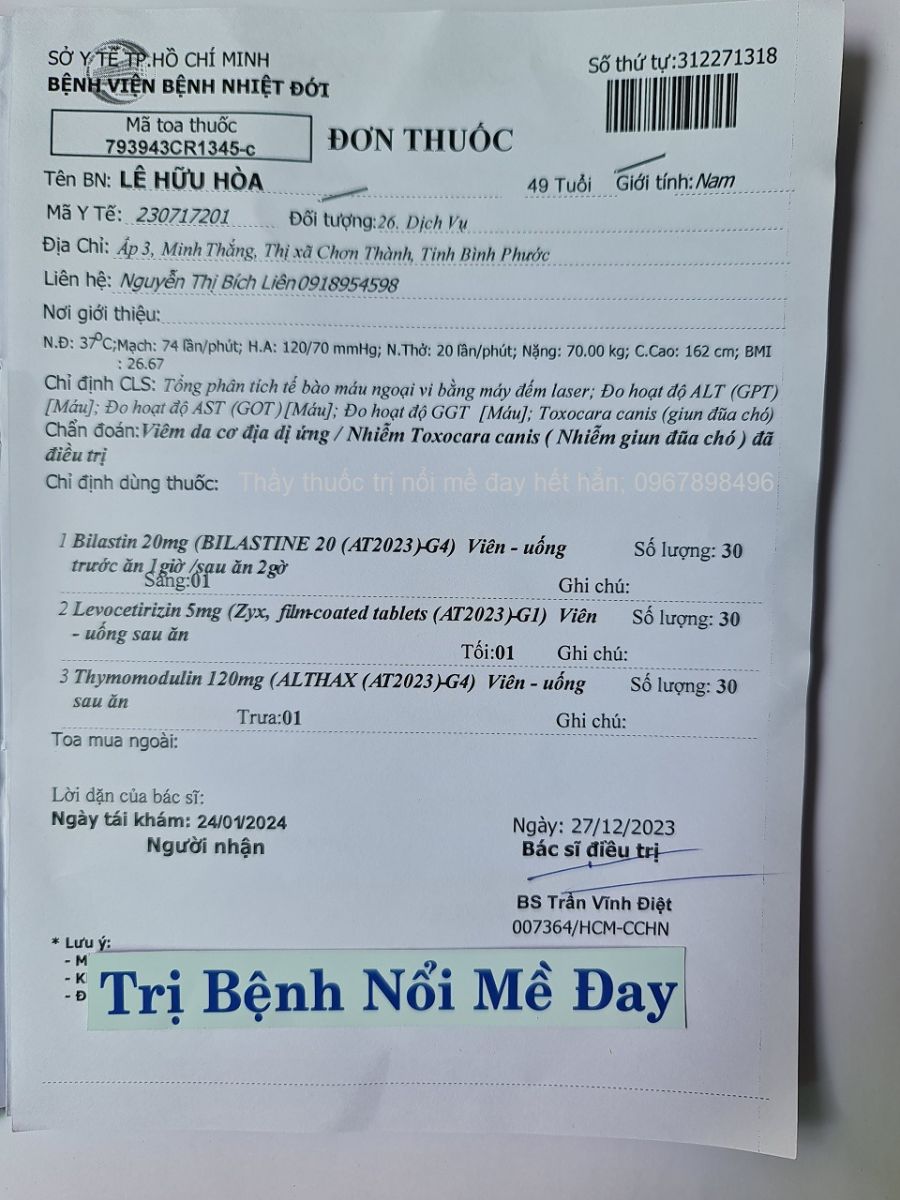 SỞ Y TẾ TP.HỒ CHÍ MINH
BỆNH VIỆN BỆNH NHIỆT ĐỚI
Số thứ tự:312271318
Mã toa thuốc
793943CR1345-c
ĐƠN THUỐC
Tên BN: LÊ HỮU HÒA 49 Tuổi Giới tính:Nam
Mã Y Tế: 230717201 Đối tượng:26. Dịch Vụ
Địa Chỉ: Ấp 3, Minh Thắng, Thị xã Chơn Thành, Tỉnh Bình Phước
Liên hệ: Nguyễn Thị Bích Liên0918954598
Nơi giới thiệu:
N.Đ: 37ºC;Mạch: 74 lần/phút; H.A: 120/70 mmHg; N.Thở: 20 lần/phút; Nặng: 70.00 kg; C.Cao: 162 cm; BMI
: 26.67
Chỉ định CLS: Tổng phân tích tế bào máu ngoại vi bằng máy đếm laser; Đo hoạt độ ALT (GPT)
[Máu]; Đo hoạt độ AST (GOT) [Máu]; Đo hoạt độ GGT [Máu]; Toxocara canis (giun đũa chó)
Chẩn đoán:Viêm da cơ địa dị ứng / Nhiễm Toxocara canis ( Nhiễm giun đũa chó ) đã
điều trị
Chỉ định dùng thuốc: Thầy thuốc trị nổi mề đay hết hẳn; 0967898496
1 Bilastin 20mg (BILASTINE 20 (AT2023)-G4) Viên - uống Số lượng: 30
trước ăn 1giờ /sau ăn 2giờ
Sáng:01 Ghi chú:
2 Levocetirizin 5mg (Zyx, film-coated tablets (AT2023)-G1) Viên Số lượng: 30
- uống sau ăn
Tối:01 Ghi chú:
3 Thymomodulin 120mg (ALTHAX (AT2023)-G4) Viên - uống Số lượng: 30
sau ăn
Trưa:01 Ghi chú:
Toa mua ngoài:
Lời dặn của bác sĩ:
Ngày tái khám: 24/01/2024 Ngày: 27/12/2023
Người nhận Bác sĩ điều trị
BS Trần Vĩnh Điệt
007364/HCM-CCHN
* Lưu ý:
Trị Bệnh Nổi Mề Đay